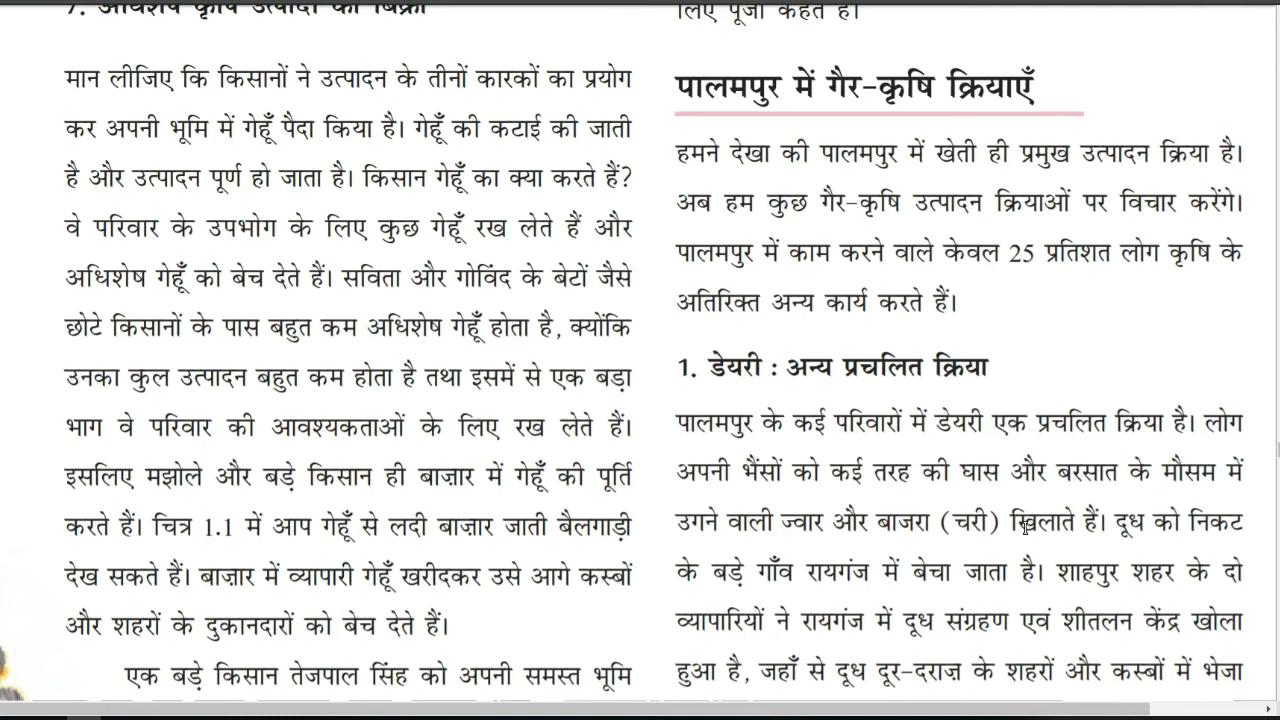 7. अधिशेष कृषि उत्पादों की बिक्री
मान लीजिए कि किसानों ने उत्पादन के तीनों कारकों का प्रयोग
कर अपनी भूमि में गेहूँ पैदा किया है। गेहूँ की कटाई की जाती
है और उत्पादन पूर्ण हो जाता है। किसान गेहूँ का क्या करते हैं?
वे परिवार के उपभोग के लिए कुछ गेहूँ रख लेते हैं और
अधिशेष गेहूँ को बेच देते हैं। सविता और गोविंद के बेटों जैसे
छोटे किसानों के पास बहुत कम अधिशेष गेहूँ होता है, क्योंकि
उनका कुल उत्पादन बहुत कम होता है तथा इसमें से एक बड़ा
भाग वे परिवार की आवश्यकताओं के लिए रख लेते हैं।
इसलिए मझोले और बड़े किसान ही बाज़ार में गेहूँ की पूर्ति
करते हैं। चित्र 1.1 में आप गेहूँ से लदी बाज़ार जाती बैलगाड़ी
देख सकते हैं। बाज़ार में व्यापारी गेहूँ खरीदकर उसे आगे कस्बों
और शहरों के दुकानदारों को बेच देते हैं।
एक बड़े किसान तेजपाल सिंह को अपनी समस्त भूमि
लिए पूँजी कहते हैं।
पालमपुर में गैर-कृषि क्रियाएँ
हमने देखा की पालमपुर में खेती ही प्रमुख उत्पादन क्रिया है।
अब हम कुछ गैर-कृषि उत्पादन क्रियाओं पर विचार करेंगे।
पालमपुर में काम करने वाले केवल 25 प्रतिशत लोग कृषि के
अतिरिक्त अन्य कार्य करते हैं।
1. डेयरी : अन्य प्रचलित क्रिया
पालमपुर के कई परिवारों में डेयरी एक प्रचलित क्रिया है। लोग
अपनी भैंसों को कई तरह की घास और बरसात के मौसम में
उगने वाली ज्वार और बाजरा (चरी) खिलाते हैं। दूध को निकट
के बड़े गाँव रायगंज में बेचा जाता है। शाहपुर शहर के दो
व्यापारियों ने रायगंज में दूध संग्रहण एवं शीतलन केंद्र खोला
हुआ है, जहाँ से दूध दूर-दराज़ के शहरों और कस्बों में भेजा